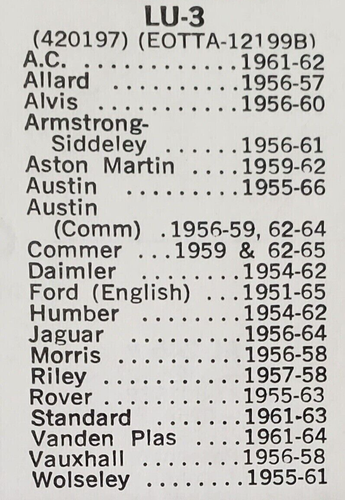 LU-3
(420197) (EOTTA-12199B)
A.C. ............1961-62
Allard ..........1956-57
Alvis ...........1956-60
Armstrong-
Siddeley ......1956-61
Aston Martin ....1959-62
Austin .........1955-66
Austin
(Comm) .1956-59, 62-64
Commer ...1959 & 62-65
Daimler ........1954-62
Ford (English) ...1951-65
Humber ........1954-62
Jaguar ........1956-64
Morris ..........1956-58
Riley ...........1957-58
Rover ..........1955-63
Standard .......1961-63
Vanden Plas ....1961-64
Vauxhall ........1956-58
Wolseley ........1955-61